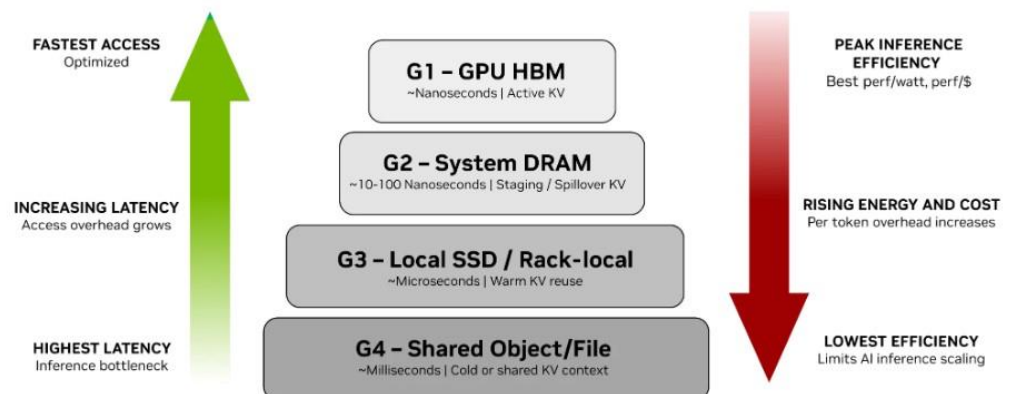 FASTEST ACCESS
Optimized
INCREASING LATENCY
Access overhead grows
HIGHEST LATENCY
Inference bottleneck
G1 – GPU HBM
~Nanoseconds | Active KV
G2 – System DRAM
~10-100 Nanoseconds | Staging / Spillover KV
G3 – Local SSD / Rack-local
~Microseconds | Warm KV reuse
G4 – Shared Object/File
~Milliseconds | Cold or shared KV context
PEAK INFERENCE
EFFICIENCY
Best perf/watt, perf/$
RISING ENERGY AND COST
Per token overhead increases
LOWEST EFFICIENCY
Limits AI inference scaling